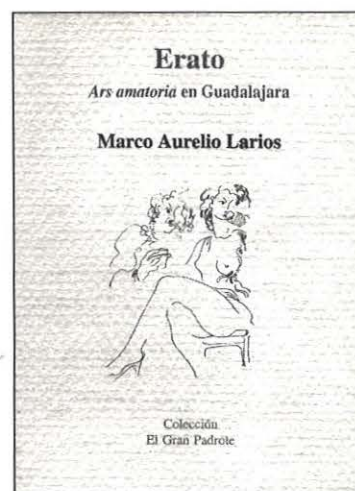 Erato
Ars amatoria en Guadalajara
Marco Aurelio Larios
Colección
El Gran Padrote